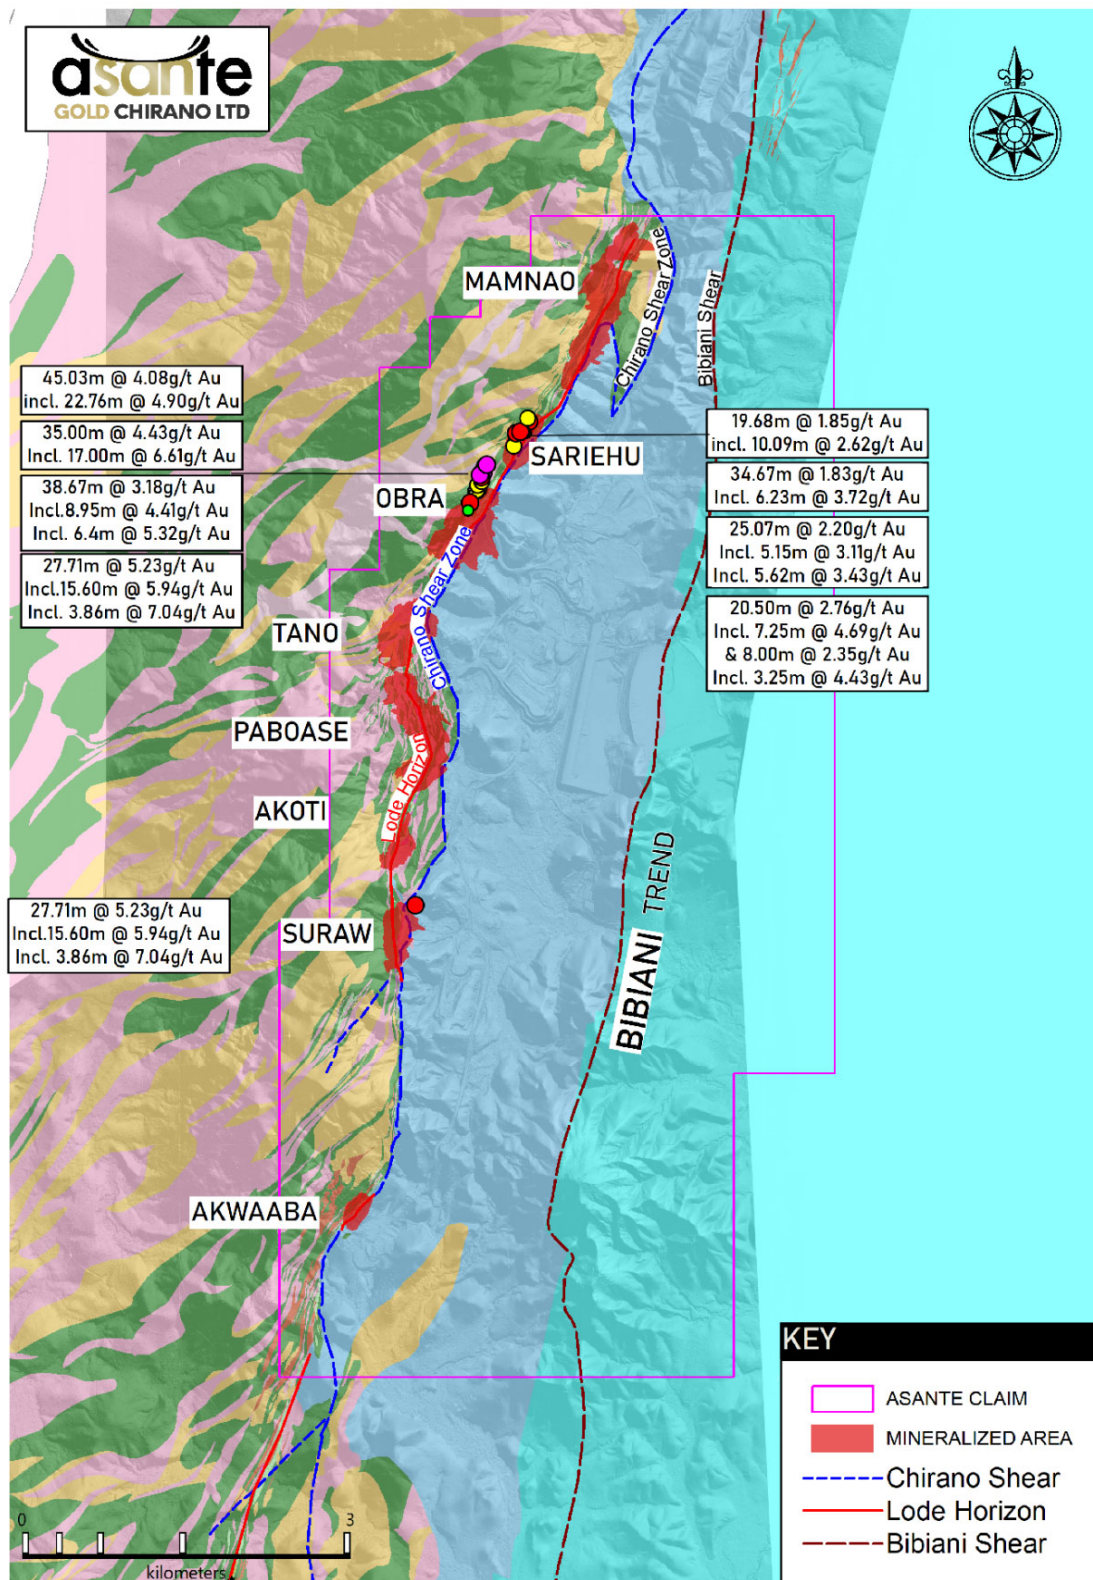 asante
GOLD CHIRANO LTD
MAMNAO
Chirano Shear Zone
Bibiani Shear
45.03m @ 4.08g/t Au
incl. 22.76m @ 4.90g/t Au
35.00m @ 4.43g/t Au
Incl. 17.00m @ 6.61g/t Au
38.67m @ 3.18g/t Au
Incl.8.95m @ 4.41g/t Au
Incl. 6.4m @ 5.32g/t Au
27.71m @ 5.23g/t Au
Incl.15.60m @ 5.94g/t Au
Incl. 3.86m @ 7.04g/t Au
19.68m @ 1.85g/t Au
incl. 10.09m @ 2.62g/t Au
34.67m @ 1.83g/t Au
Incl. 6.23m @ 3.72g/t Au
25.07m @ 2.20g/t Au
Incl. 5.15m @ 3.11g/t Au
Incl. 5.62m @ 3.43g/t Au
20.50m @ 2.76g/t Au
Incl. 7.25m @ 4.69g/t Au
& 8.00m @ 2.35g/t Au
Incl. 3.25m @ 4.43g/t Au
SARIEHU
OBRA
Chirano Shear Zone
TANO
PABOASE
Lode Horizon
AKOTI
BIBIANI TREND
27.71m @ 5.23g/t Au
Incl.15.60m @ 5.94g/t Au
Incl. 3.86m @ 7.04g/t Au
SURAW
AKWAABA
KEY
ASANTE CLAIM
MINERALIZED AREA
Chirano Shear
Lode Horizon
Bibiani Shear
0 3
kilometers